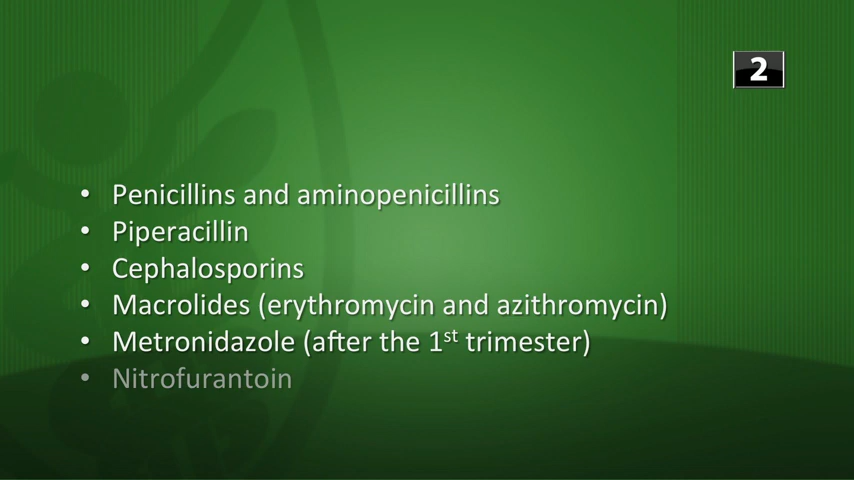 2
• Penicillins and aminopenicillins
• Piperacillin
• Cephalosporins
• Macrolides (erythromycin and azithromycin)
• Metronidazole (after the 1st trimester)
• Nitrofurantoin